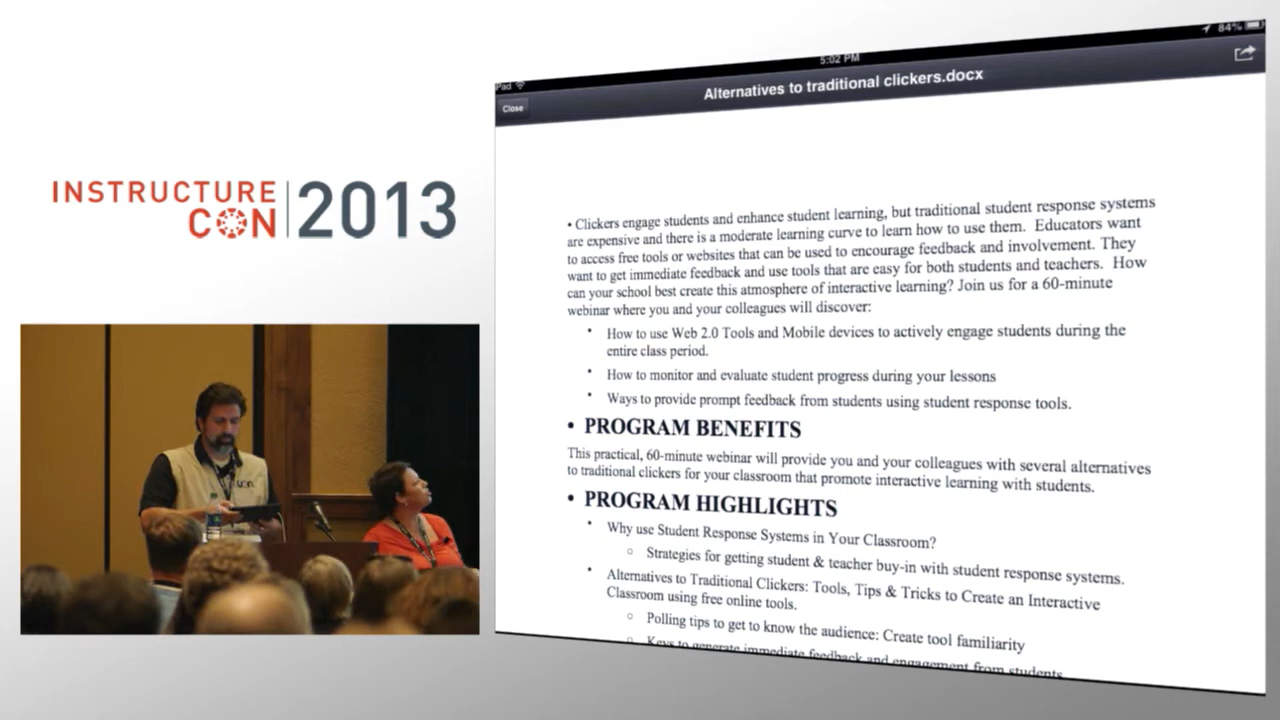 INSTRUCTURE
CON
2013
Pad
5:02 PM
84%
Close
Alternatives to traditional clickers.docx
• Clickers engage students and enhance student learning, but traditional student response systems
are expensive and there is a moderate learning curve to learn how to use them. Educators want
to access free tools or websites that can be used to encourage feedback and involvement. They
want to get immediate feedback and use tools that are easy for both students and teachers. How
can your school best create this atmosphere of interactive learning? Join us for a 60-minute
webinar where you and your colleagues will discover:
• How to use Web 2.0 Tools and Mobile devices to actively engage students during the
entire class period.
• How to monitor and evaluate student progress during your lessons
• Ways to provide prompt feedback from students using student response tools.
• PROGRAM BENEFITS
This practical, 60-minute webinar will provide you and your colleagues with several alternatives
to traditional clickers for your classroom that promote interactive learning with students.
• PROGRAM HIGHLIGHTS
• Why use Student Response Systems in Your Classroom?
○ Strategies for getting student & teacher buy-in with student response systems.
• Alternatives to Traditional Clickers: Tools, Tips & Tricks to Create an Interactive
Classroom using free online tools.
○ Polling tips to get to know the audience: Create tool familiarity
○ Keys to generate immediate feedback and engagement from students